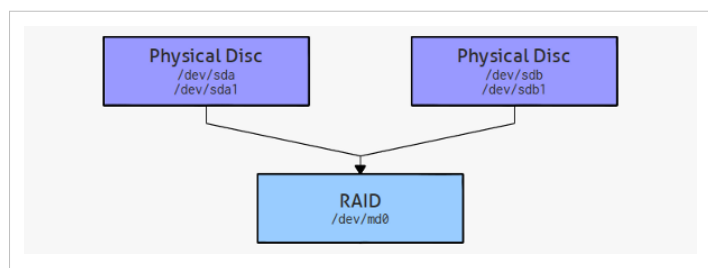 Physical Disc
/dev/sda
/dev/sda1
Physical Disc
/dev/sdb
/dev/sdb1
RAID
/dev/md0